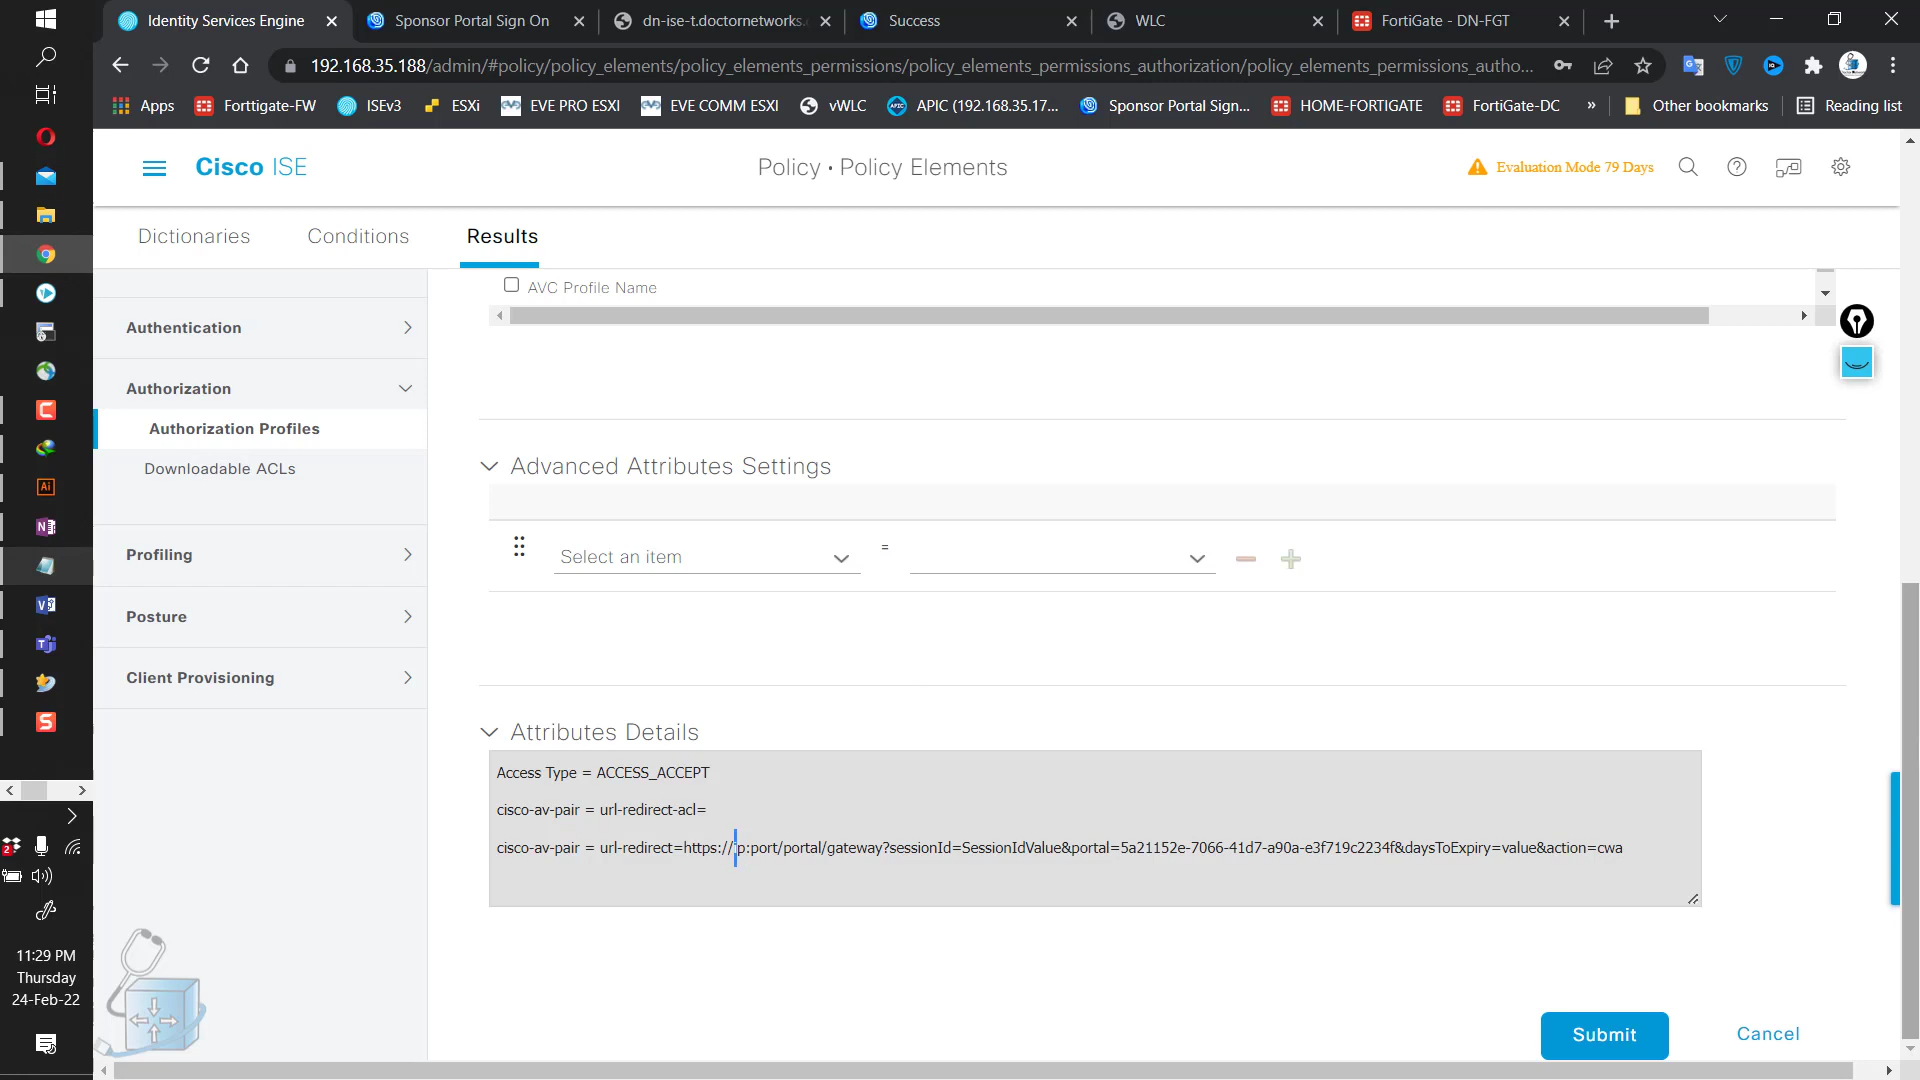 Identity Services Engine
Sponsor Portal Sign On
dn-ise-t.doctornetworks.
Success
WLC
FortiGate - DN-FGT
192.168.35.188/admin/#policy/policy_elements/policy_elements_permissions/policy_elements_permissions_authorization/policy_elements_permissions_autho...
Apps
Fortigate-FW
ISEv3
ESXi
EVE PRO ESXI
EVE COMM ESXI
vWLC
APIC (192.168.35.17...
Sponsor Portal Sign...
HOME-FORTIGATE
FortiGate-DC
»
Other bookmarks
Reading list
Cisco ISE
Policy · Policy Elements
Evaluation Mode 79 Days
Dictionaries
Conditions
Results
Authentication
Authorization
Authorization Profiles
Downloadable ACLs
Profiling
Posture
Client Provisioning
AVC Profile Name
Advanced Attributes Settings
Select an item
=
Attributes Details
Access Type = ACCESS_ACCEPT
cisco-av-pair = url-redirect-acl=
cisco-av-pair = url-redirect=https://ip:port/portal/gateway?sessionId=SessionIdValue&portal=5a21152e-7066-41d7-a90a-e3f719c2234f&daysToExpiry=value&action=cwa
Submit
Cancel
11:29 PM
Thursday
24-Feb-22